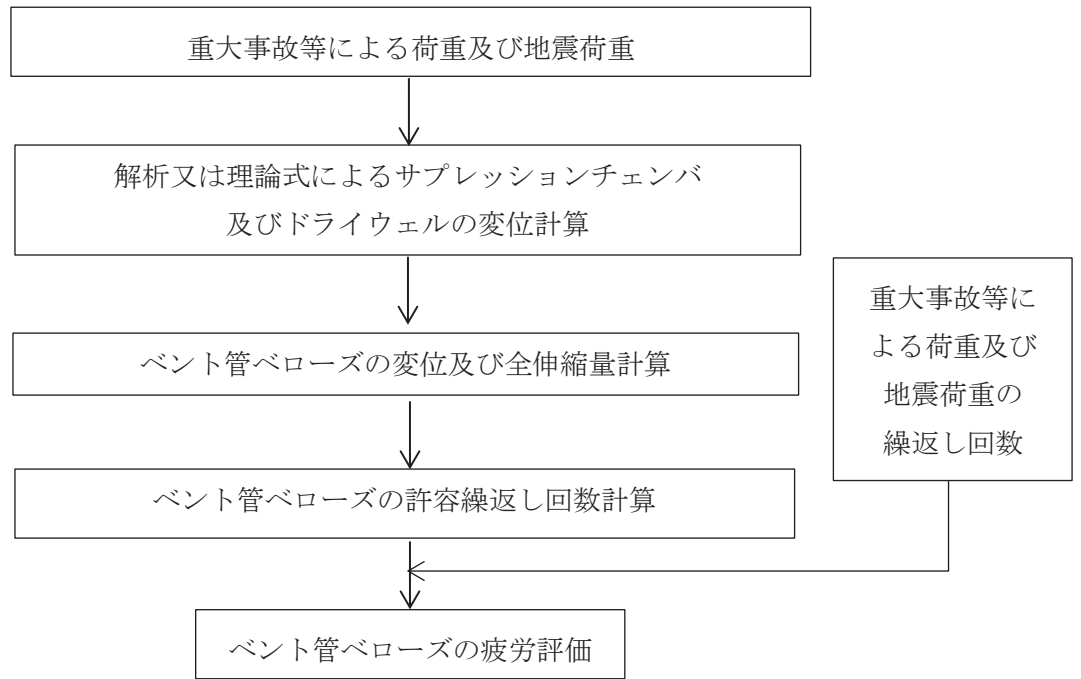 重大事故等による荷重及び地震荷重
解析又は理論式によるサプレッションチェンバ
及びドライウェルの変位計算
ベント管ベローズの変位及び全伸縮量計算
ベント管ベローズの許容繰返し回数計算
重大事故等に
よる荷重及び
地震荷重の
繰返し回数
ベント管ベローズの疲労評価